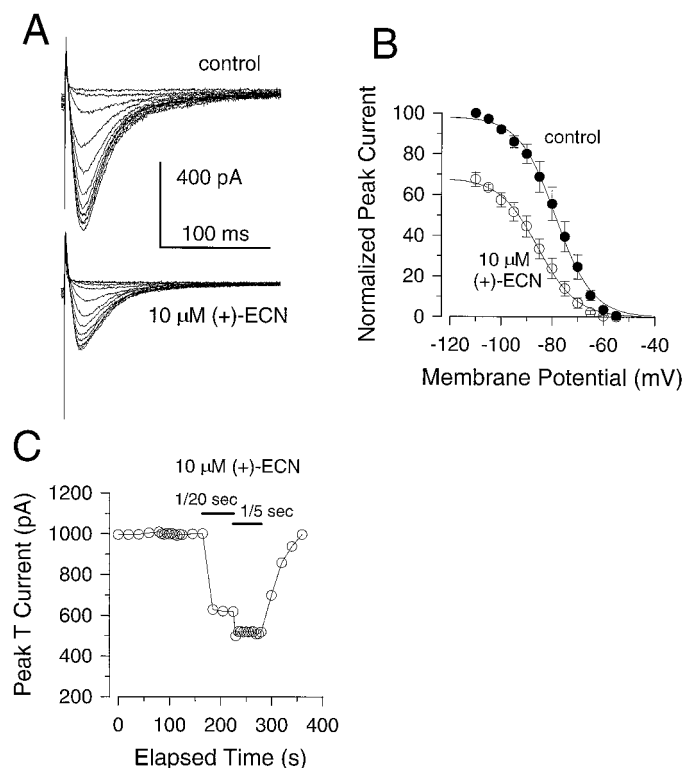 A
control
400 pA
100 ms
10 μM (+)-ECN
B
Normalized Peak Current
100
80
60
40
20
0
control
10 μM
(+)-ECN
-120 -100 -80 -60 -40
Membrane Potential (mV)
C
10 μM (+)-ECN
1/20 sec
1/5 sec
Peak T Current (pA)
1200
1000
800
600
400
200
0 100 200 300 400
Elapsed Time (s)